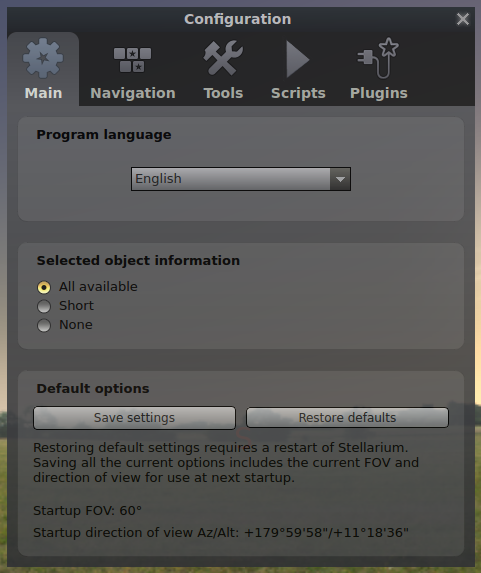 Configuration
Main
Navigation
Tools
Scripts
Plugins
Program language
English
Selected object information
All available
Short
None
Default options
Save settings
Restore defaults
Restoring default settings requires a restart of Stellarium.
Saving all the current options includes the current FOV and
direction of view for use at next startup.
Startup FOV: 60°
Startup direction of view Az/Alt: +179°59'58"/+11°18'36"